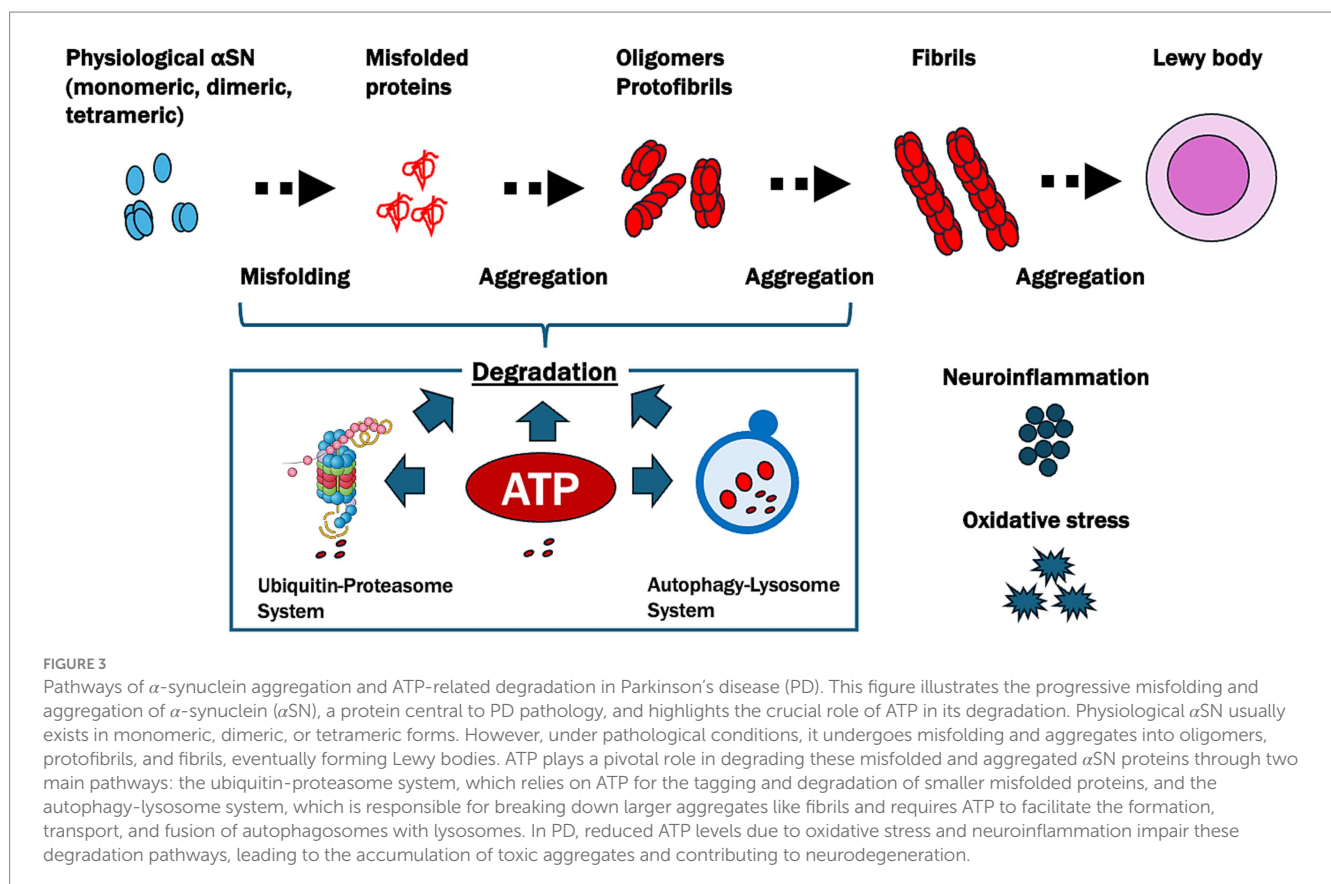 Physiological αSN
(monomeric, dimeric,
tetrameric)
Misfolded
proteins
Oligomers
Protofibrils
Fibrils
Lewy body
Misfolding
Aggregation
Aggregation
Aggregation
Degradation
ATP
Ubiquitin-Proteasome
System
Autophagy-Lysosome
System
Neuroinflammation
Oxidative stress
FIGURE 3
Pathways of α-synuclein aggregation and ATP-related degradation in Parkinson's disease (PD). This figure illustrates the progressive misfolding and
aggregation of α-synuclein (αSN), a protein central to PD pathology, and highlights the crucial role of ATP in its degradation. Physiological αSN usually
exists in monomeric, dimeric, or tetrameric forms. However, under pathological conditions, it undergoes misfolding and aggregates into oligomers,
protofibrils, and fibrils, eventually forming Lewy bodies. ATP plays a pivotal role in degrading these misfolded and aggregated αSN proteins through two
main pathways: the ubiquitin-proteasome system, which relies on ATP for the tagging and degradation of smaller misfolded proteins, and the
autophagy-lysosome system, which is responsible for breaking down larger aggregates like fibrils and requires ATP to facilitate the formation,
transport, and fusion of autophagosomes with lysosomes. In PD, reduced ATP levels due to oxidative stress and neuroinflammation impair these
degradation pathways, leading to the accumulation of toxic aggregates and contributing to neurodegeneration.